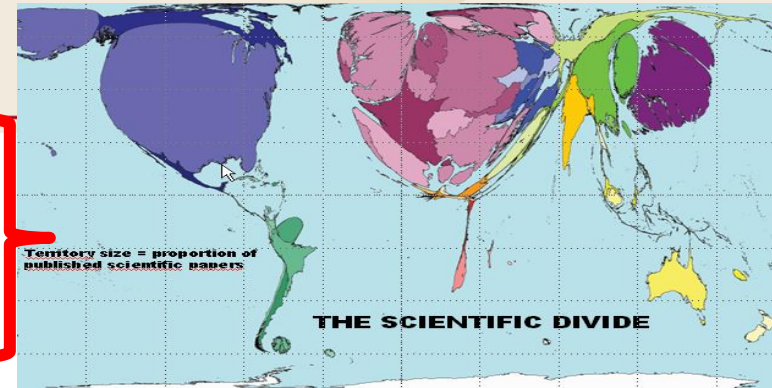 Territory size = proportion of
published scientific papers
THE SCIENTIFIC DIVIDE